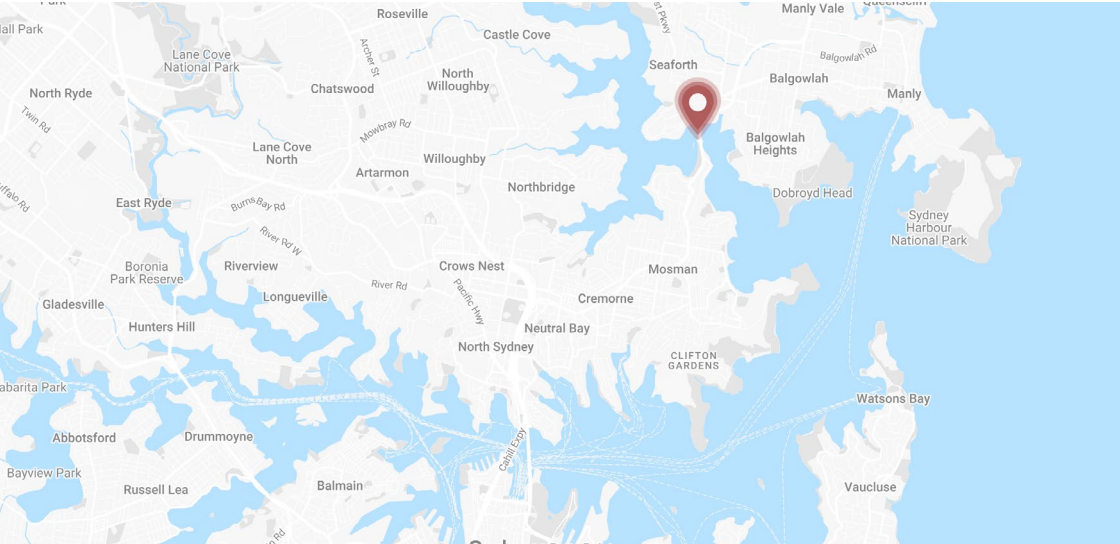 Roseville
Manly Vale
Castle Cove
Archer St
Balgowlah Rd
Lane Cove
National Park
Seaforth
North
Willoughby
Balgowlah
North Ryde
Chatswood
Manly
Twin Rd
Mowbray Rd
Balgowlah
Heights
Lane Cove
North
Willoughby
Artarmon
Northbridge
Dobroyd Head
East Ryde
Burns Bay Rd
Sydney
Harbour
National Park
River Rd W
Boronia
Park Reserve
Riverview
Crows Nest
Mosman
River Rd
Pacific Hwy
Longueville
Cremorne
Gladesville
Hunters Hill
Neutral Bay
North Sydney
CLIFTON
GARDENS
abarita Park
Watsons Bay
Abbotsford
Drummoyne
Cahill Expy
Bayview Park
Russell Lea
Balmain
Vaucluse
Rd